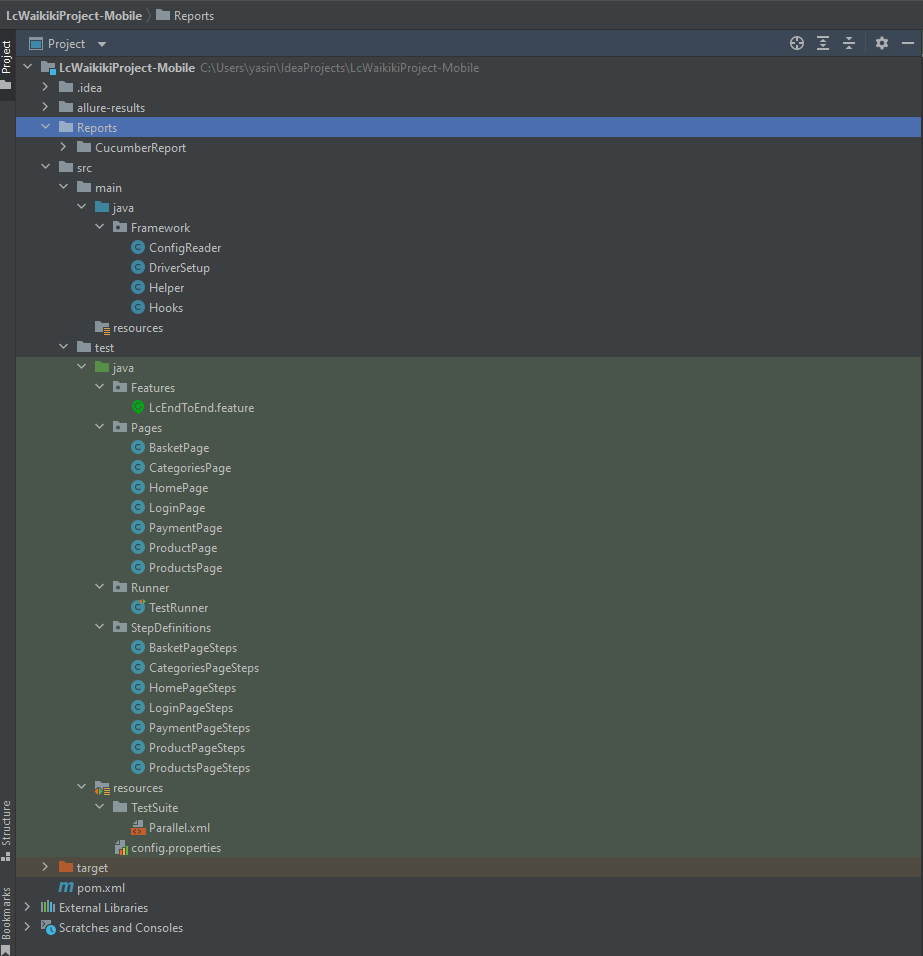 LcWaikikiProject-Mobile Reports
Project
Project
LcWaikikiProject-Mobile C:\Users\yasin\IdeaProjects\LcWaikikiProject-Mobile
.idea
allure-results
Reports
CucumberReport
src
main
java
Framework
ConfigReader
DriverSetup
Helper
Hooks
resources
test
java
Features
LcEndToEnd.feature
Pages
BasketPage
CategoriesPage
HomePage
LoginPage
PaymentPage
ProductPage
ProductsPage
Runner
TestRunner
StepDefinitions
BasketPageSteps
CategoriesPageSteps
HomePageSteps
LoginPageSteps
PaymentPageSteps
ProductPageSteps
ProductsPageSteps
resources
TestSuite
Parallel.xml
config.properties
target
pom.xml
External Libraries
Scratches and Consoles
Structure
Bookmarks